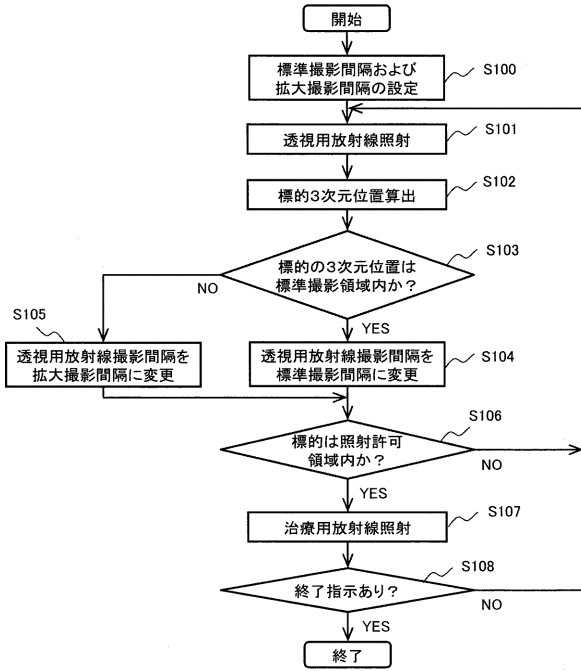 開始
標準撮影間隔および
拡大撮影間隔の設定
S100
透視用放射線照射
S101
標的3次元位置算出
S102
標的の3次元位置は
標準撮影領域内か?
S103
NO
YES
S105
透視用放射線撮影間隔を
拡大撮影間隔に変更
透視用放射線撮影間隔を
標準撮影間隔に変更
S104
標的は照射許可
領域内か?
S106
NO
YES
治療用放射線照射
S107
終了指示あり?
S108
NO
YES
終了